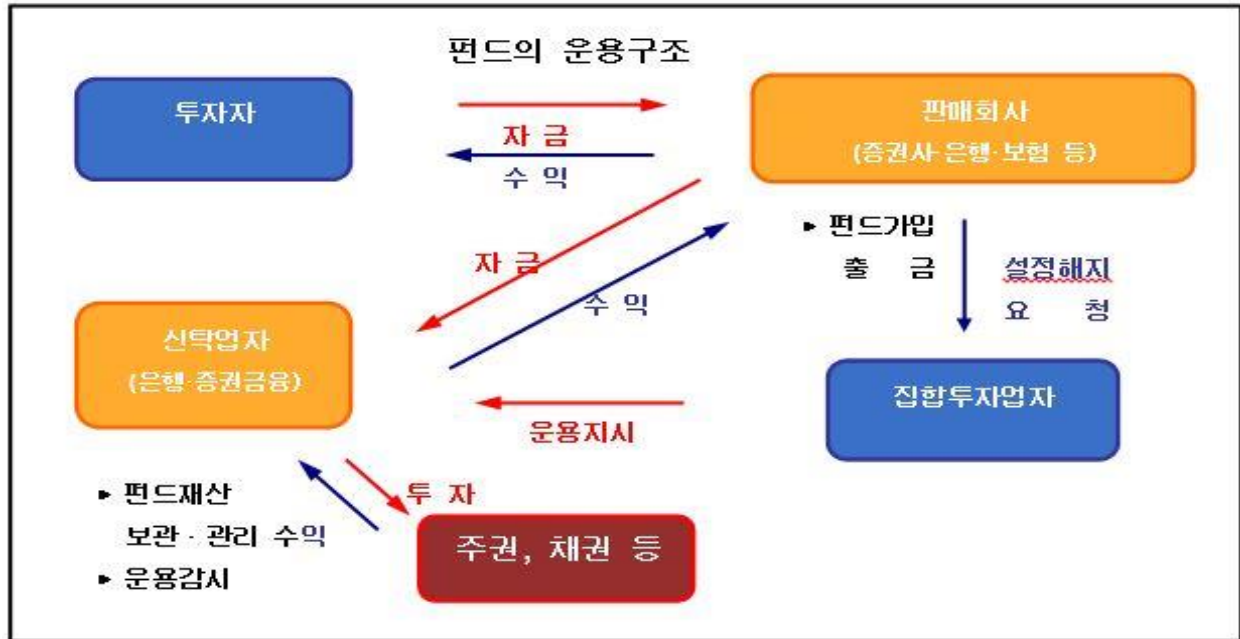 펀드의 운용구조
투자자
자 금
수 익
판매회사
(증권사·은행·보험 등)
▶ 펀드가입
출 금
설정해지
요 청
자 금
수 익
신탁업자
(은행·증권금융)
집합투자업자
운용지시
▶ 펀드재산
보관·관리 수익
▶ 운용감시
투 자
주권, 채권 등